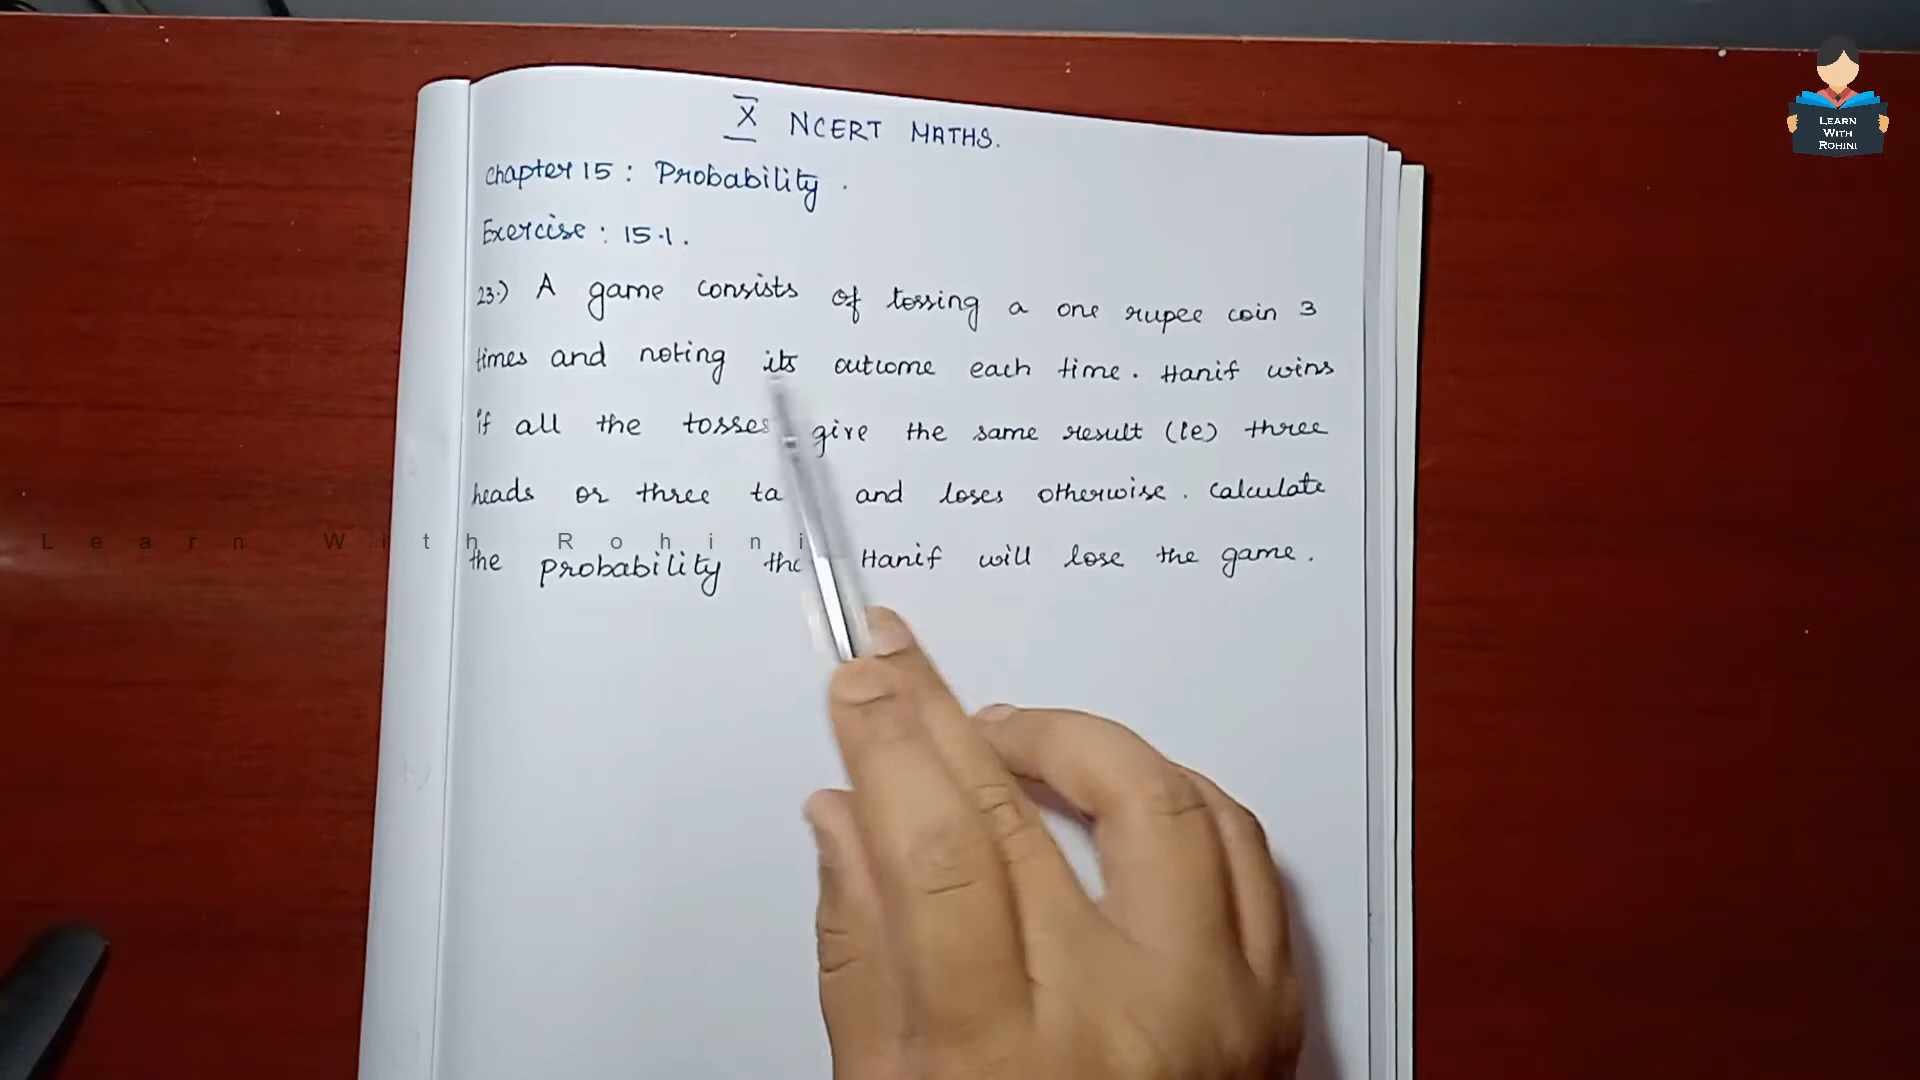 X NCERT MATHS.
Chapter 15 : Probability.
Exercise : 15.1.
23.) A game consists of tossing a one rupee coin 3
times and noting its outcome each time. Hanif wins
if all the tosses give the same result (ie) three
heads or three ta and loses otherwise. Calculate
the probability Hanif will lose the game.
Learn With Rohini
LEARN
WITH
ROHINI